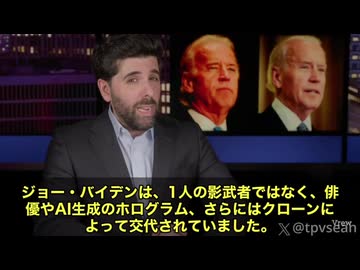 ジョー・バイデンは、1人の影武者ではなく、俳
優やAI生成のホログラム、さらにはクローンに
よって交代されていました。
Vrew
X @tpvsean